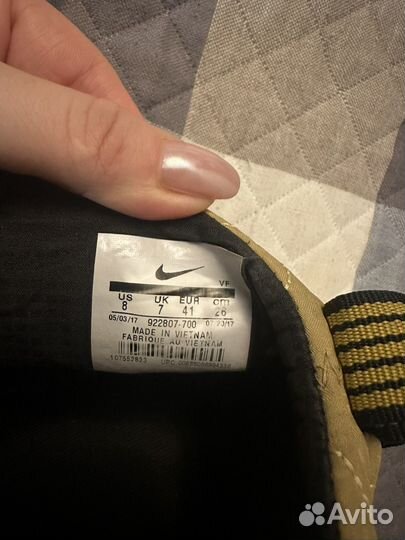 VF
US UK EUR cm
8 7 41 26
05/03/17 922807-700 07/23/17
MADE IN VIETNAM
FABRIQUE AU VIETNAM
Avito